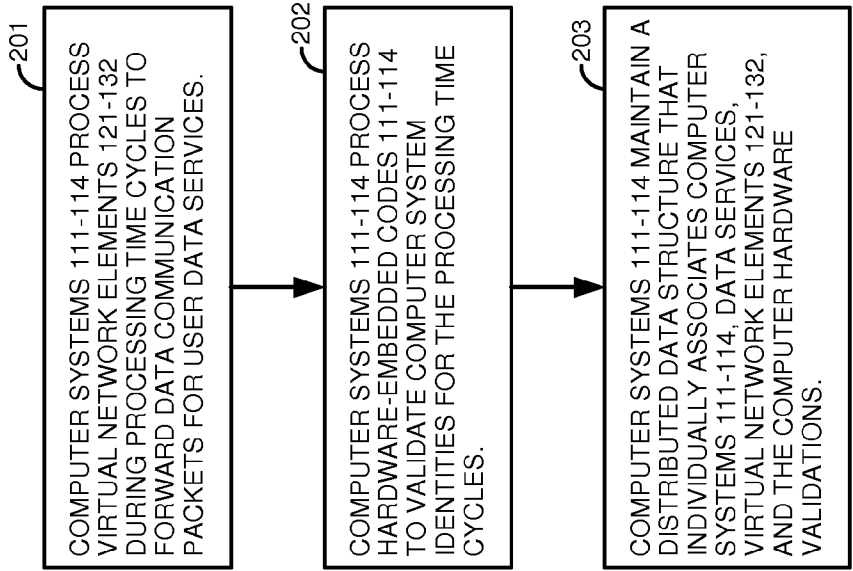 201
COMPUTER SYSTEMS 111-114 PROCESS
VIRTUAL NETWORK ELEMENTS 121-132
DURING PROCESSING TIME CYCLES TO
FORWARD DATA COMMUNICATION
PACKETS FOR USER DATA SERVICES.
202
COMPUTER SYSTEMS 111-114 PROCESS
HARDWARE-EMBEDDED CODES 111-114
TO VALIDATE COMPUTER SYSTEM
IDENTITIES FOR THE PROCESSING TIME
CYCLES.
203
COMPUTER SYSTEMS 111-114 MAINTAIN A
DISTRIBUTED DATA STRUCTURE THAT
INDIVIDUALLY ASSOCIATES COMPUTER
SYSTEMS 111-114, DATA SERVICES,
VIRTUAL NETWORK ELEMENTS 121-132,
AND THE COMPUTER HARDWARE
VALIDATIONS.